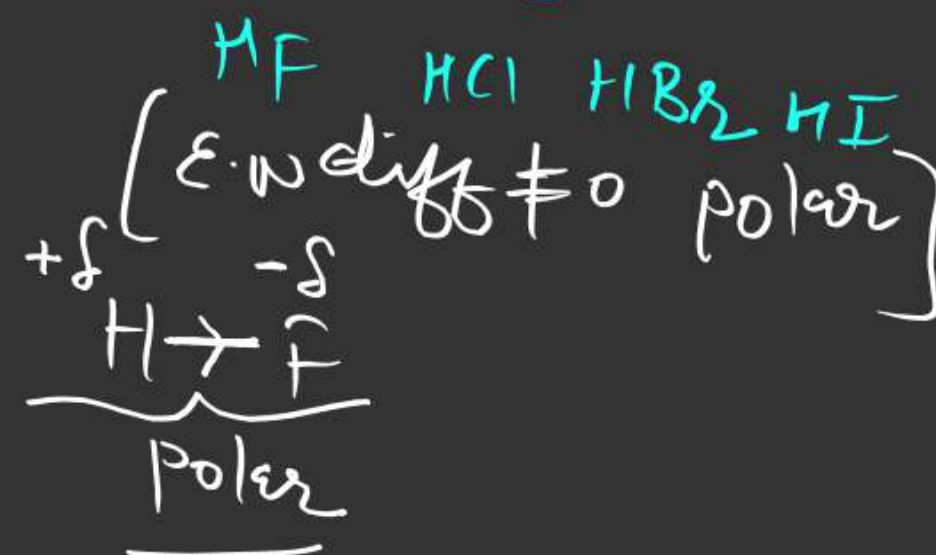 HF HCl HBr HI
[ε.N diff ≠ 0 polar]
+δ -δ
H → F
Polar